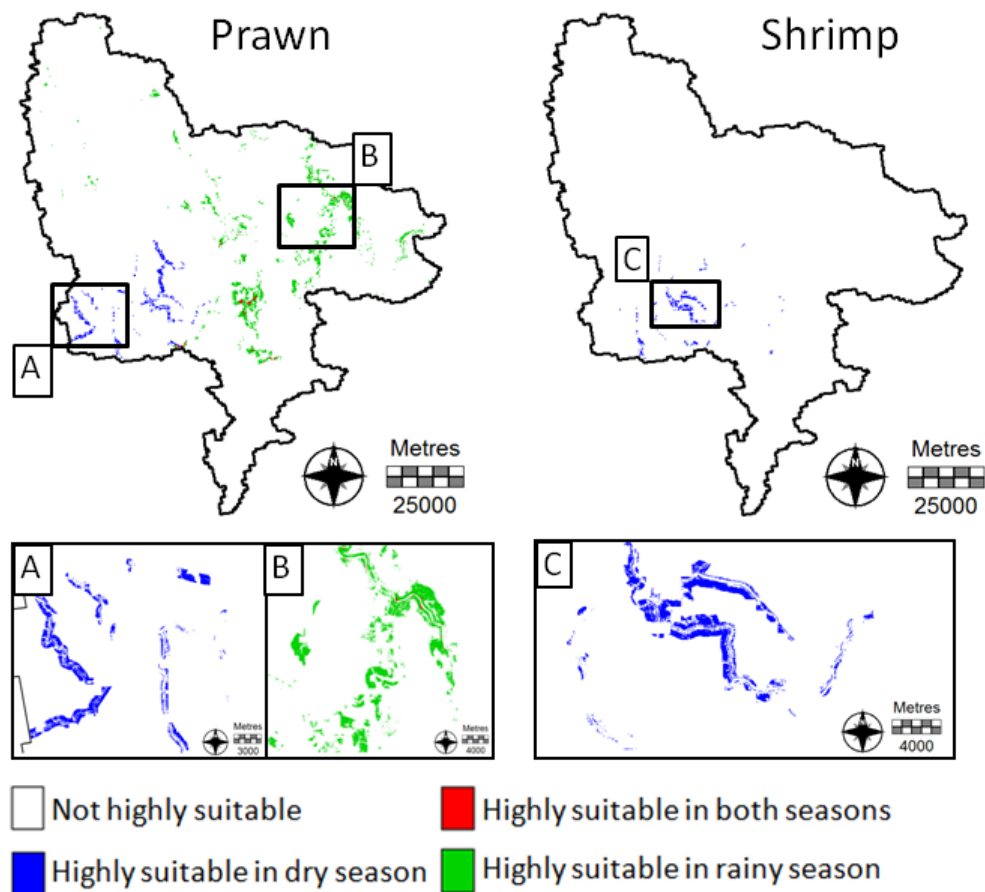 Prawn
Shrimp
B
C
A
N
Metres
25000
Metres
25000
A
B
C
Metres
3000
Metres
4000
Metres
4000
Not highly suitable
Highly suitable in both seasons
Highly suitable in dry season
Highly suitable in rainy season